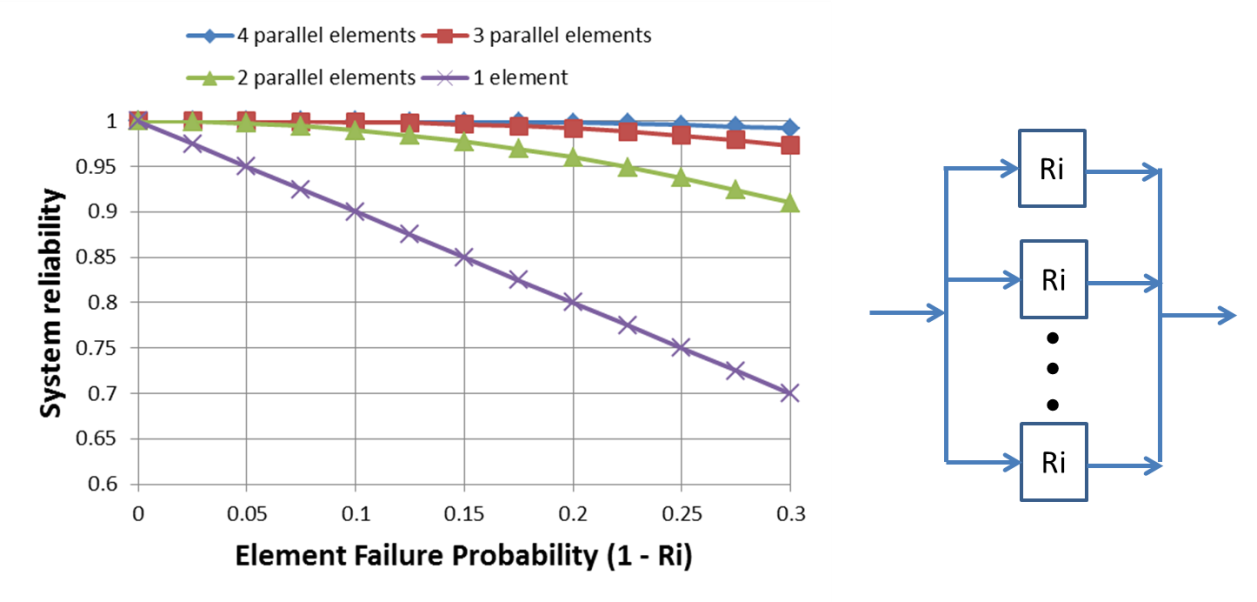 4 parallel elements 3 parallel elements
2 parallel elements 1 element
1
0.95
0.9
0.85
0.8
0.75
0.7
0.65
0.6
System reliability
0 0.05 0.1 0.15 0.2 0.25 0.3
Element Failure Probability (1 - Ri)
Ri
Ri
Ri